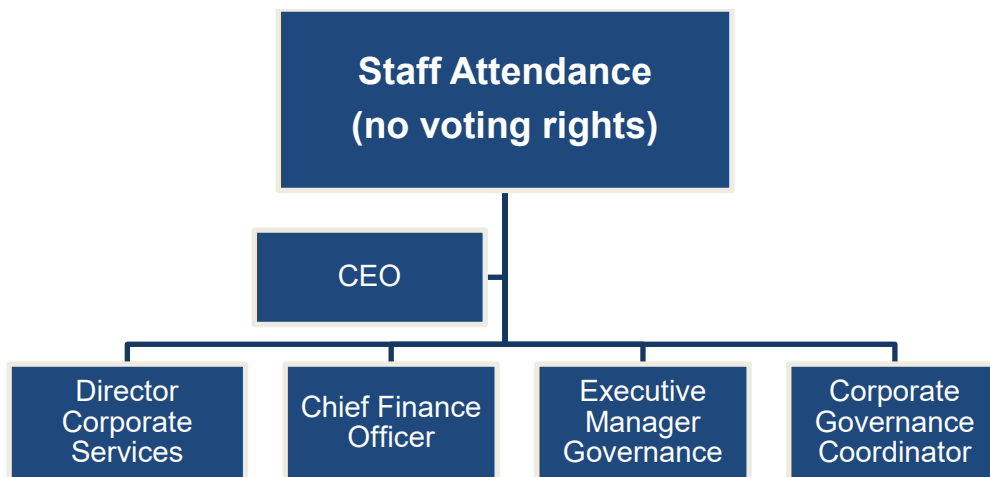 Staff Attendance
(no voting rights)
CEO
Director
Corporate
Services
Chief Finance
Officer
Executive
Manager
Governance
Corporate
Governance
Coordinator